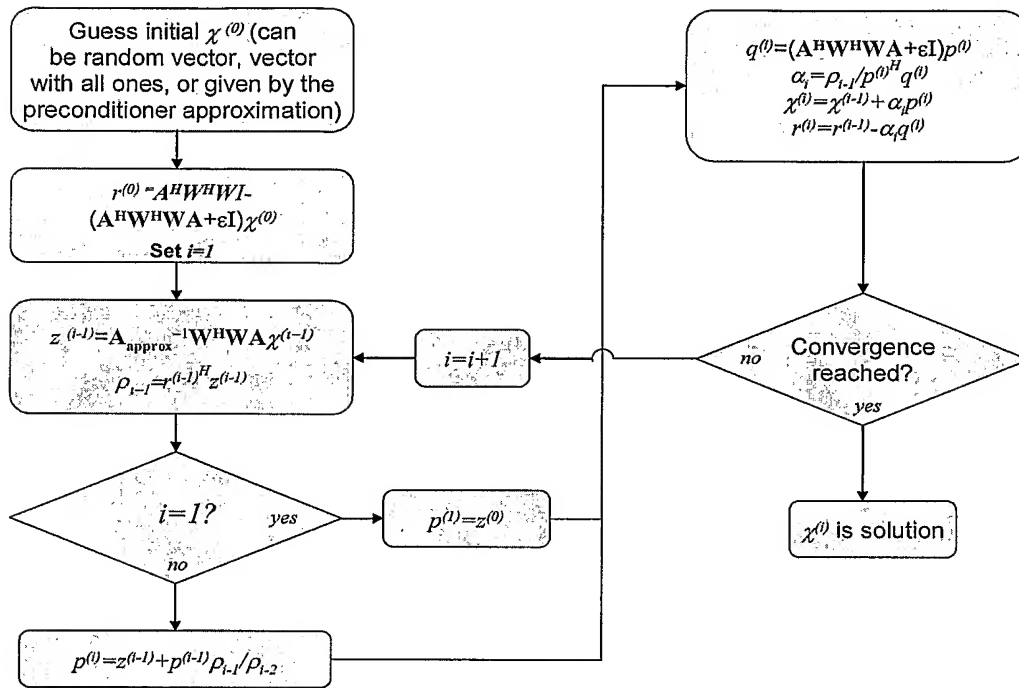 Guess initial χ⁽⁰⁾ (can
be random vector, vector
with all ones, or given by the
preconditioner approximation)
r⁽⁰⁾=AᴴWᴴWI-
(AᴴWᴴWA+εI)χ⁽⁰⁾
Set i=1
z⁽ⁱ⁻¹⁾=A_approx⁻¹WᴴWAχ⁽ⁱ⁻¹⁾
ρᵢ₋₁=r⁽ⁱ⁻¹⁾ᴴz⁽ⁱ⁻¹⁾
i=1?
yes
no
p⁽¹⁾=z⁽⁰⁾
p⁽ⁱ⁾=z⁽ⁱ⁻¹⁾+p⁽ⁱ⁻¹⁾ρᵢ₋₁/ρᵢ₋₂
i=i+1
q⁽ⁱ⁾=(AᴴWᴴWA+εI)p⁽ⁱ⁾
αᵢ=ρᵢ₋₁/p⁽ⁱ⁾ᴴq⁽ⁱ⁾
χ⁽ⁱ⁾=χ⁽ⁱ⁻¹⁾+αᵢp⁽ⁱ⁾
r⁽ⁱ⁾=r⁽ⁱ⁻¹⁾-αᵢq⁽ⁱ⁾
no
Convergence
reached?
yes
χ⁽ⁱ⁾ is solution